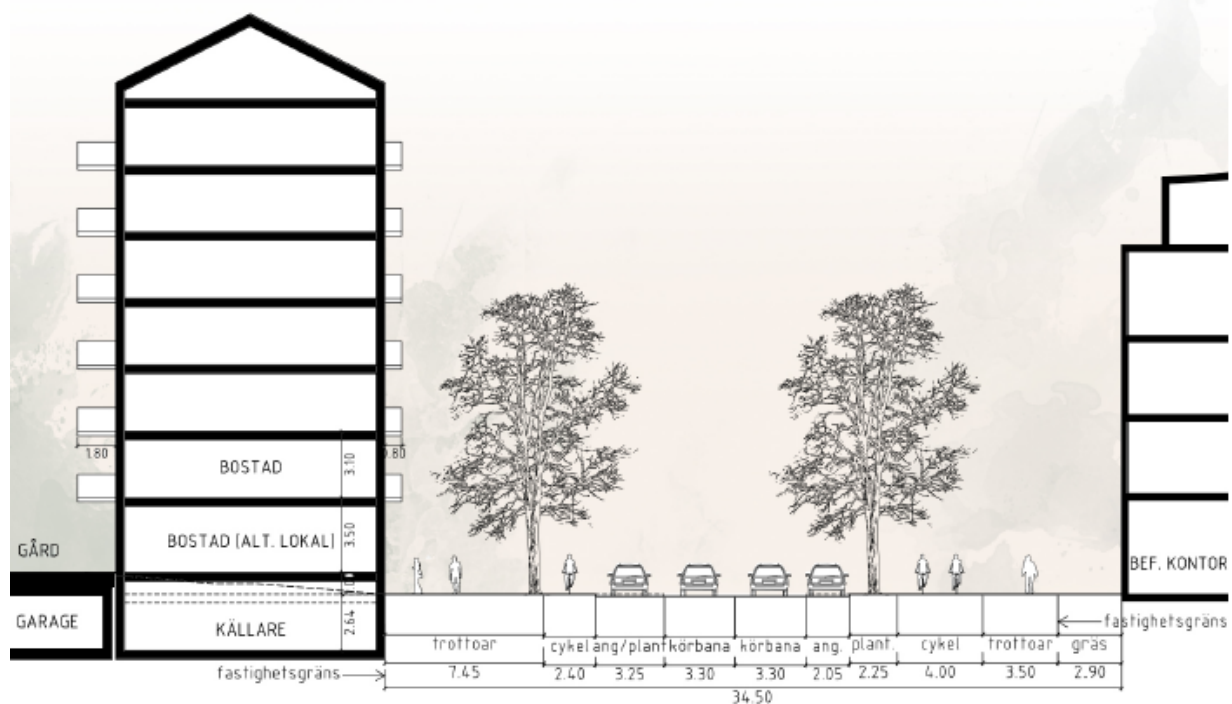 1.80
BOSTAD
3.10
0.80
BOSTAD (ALT. LOKAL)
3.50
GÅRD
BEF. KONTOR
GARAGE
KÄLLARE
2.64
fastighetsgräns
trottoar
cykel
ang/plant
körbana
körbana
ang.
plant.
cykel
trottoar
gräs
fastighetsgräns
7.45
2.40
3.25
3.30
3.30
2.05
2.25
4.00
3.50
2.90
34.50